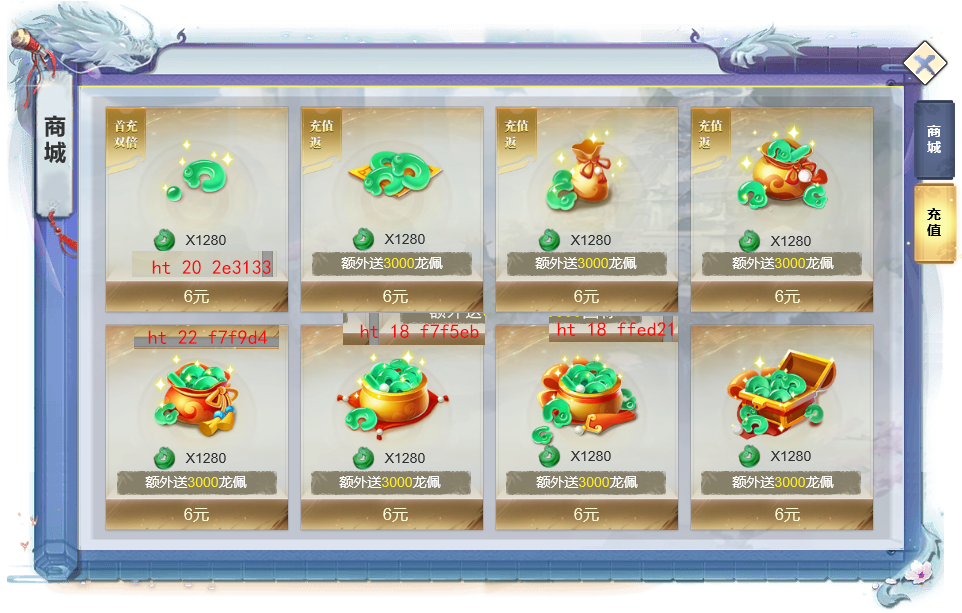 商城
首充
双倍
X1280
ht 20 2e3133
6元
充值
返
X1280
额外送3000龙佩
6元
充值
返
X1280
额外送3000龙佩
6元
充值
返
X1280
额外送3000龙佩
6元
商城
充值
ht 22 f7f9d4
X1280
额外送3000龙佩
6元
额外送
ht 18 f7f5eb
X1280
额外送3000龙佩
6元
ht 18 ffed21
X1280
额外送3000龙佩
6元
X1280
额外送3000龙佩
6元